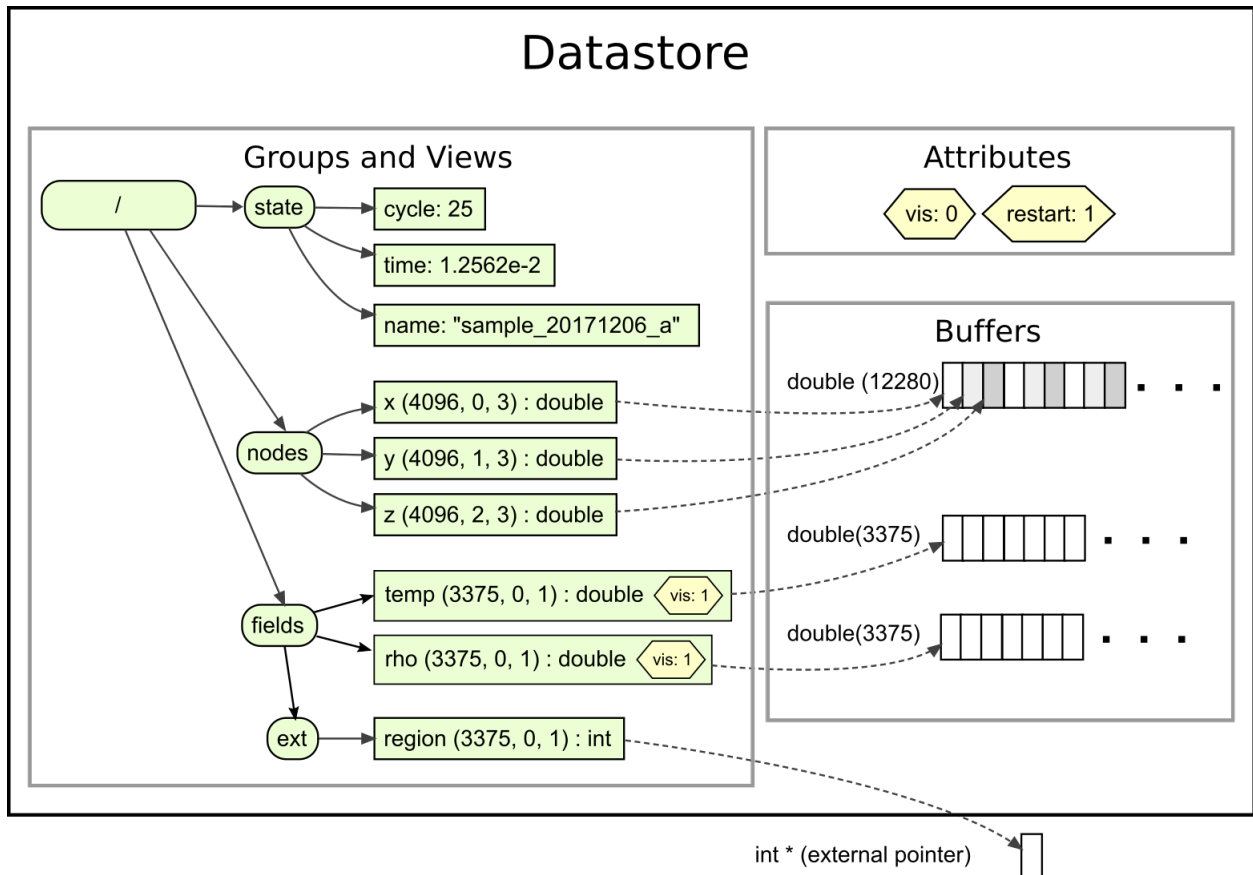 Datastore
Groups and Views
/
state
cycle: 25
time: 1.2562e-2
name: "sample_20171206_a"
nodes
x (4096, 0, 3) : double
y (4096, 1, 3) : double
z (4096, 2, 3) : double
fields
temp (3375, 0, 1) : double vis: 1
rho (3375, 0, 1) : double vis: 1
ext
region (3375, 0, 1) : int
Attributes
vis: 0 restart: 1
Buffers
double (12280)
double(3375)
double(3375)
int * (external pointer)